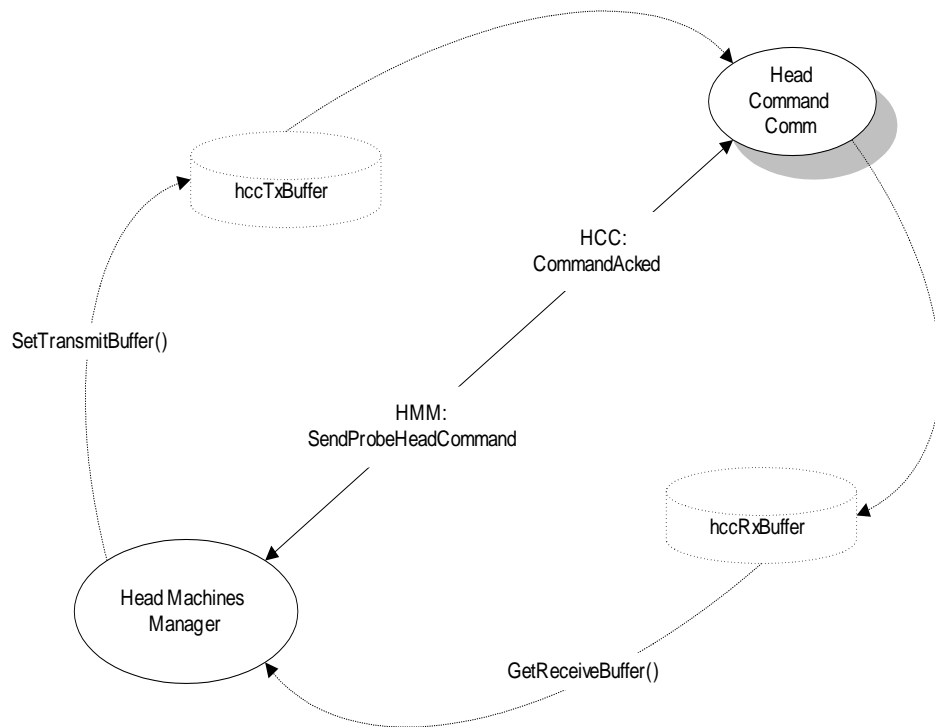 Head
Command
Comm
hccTxBuffer
HCC:
CommandAcked
SetTransmitBuffer()
HMM:
SendProbeHeadCommand
hccRxBuffer
Head Machines
Manager
GetReceiveBuffer()